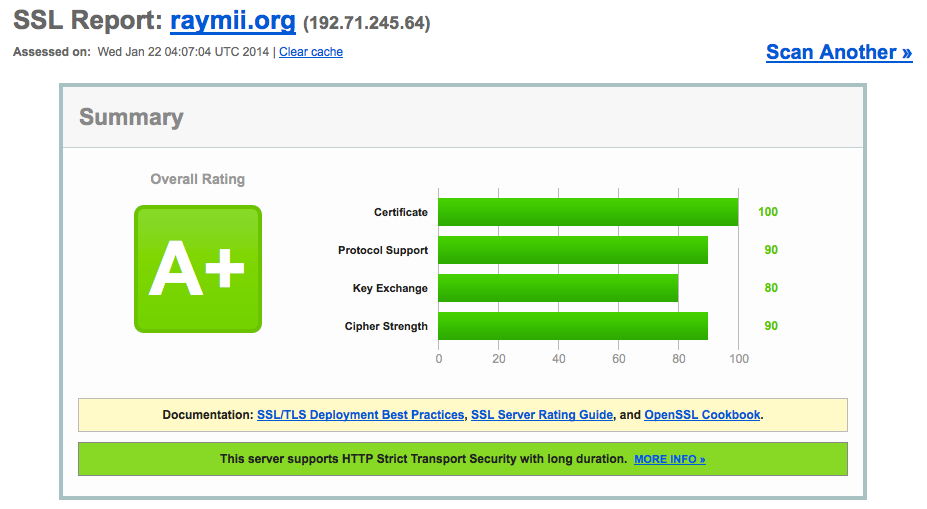 SSL Report: raymii.org (192.71.245.64)
Assessed on: Wed Jan 22 04:07:04 UTC 2014 | Clear cache
Scan Another »
Summary
Overall Rating
A+
Certificate 100
Protocol Support 90
Key Exchange 80
Cipher Strength 90
0 20 40 60 80 100
Documentation: SSL/TLS Deployment Best Practices, SSL Server Rating Guide, and OpenSSL Cookbook.
This server supports HTTP Strict Transport Security with long duration. MORE INFO »